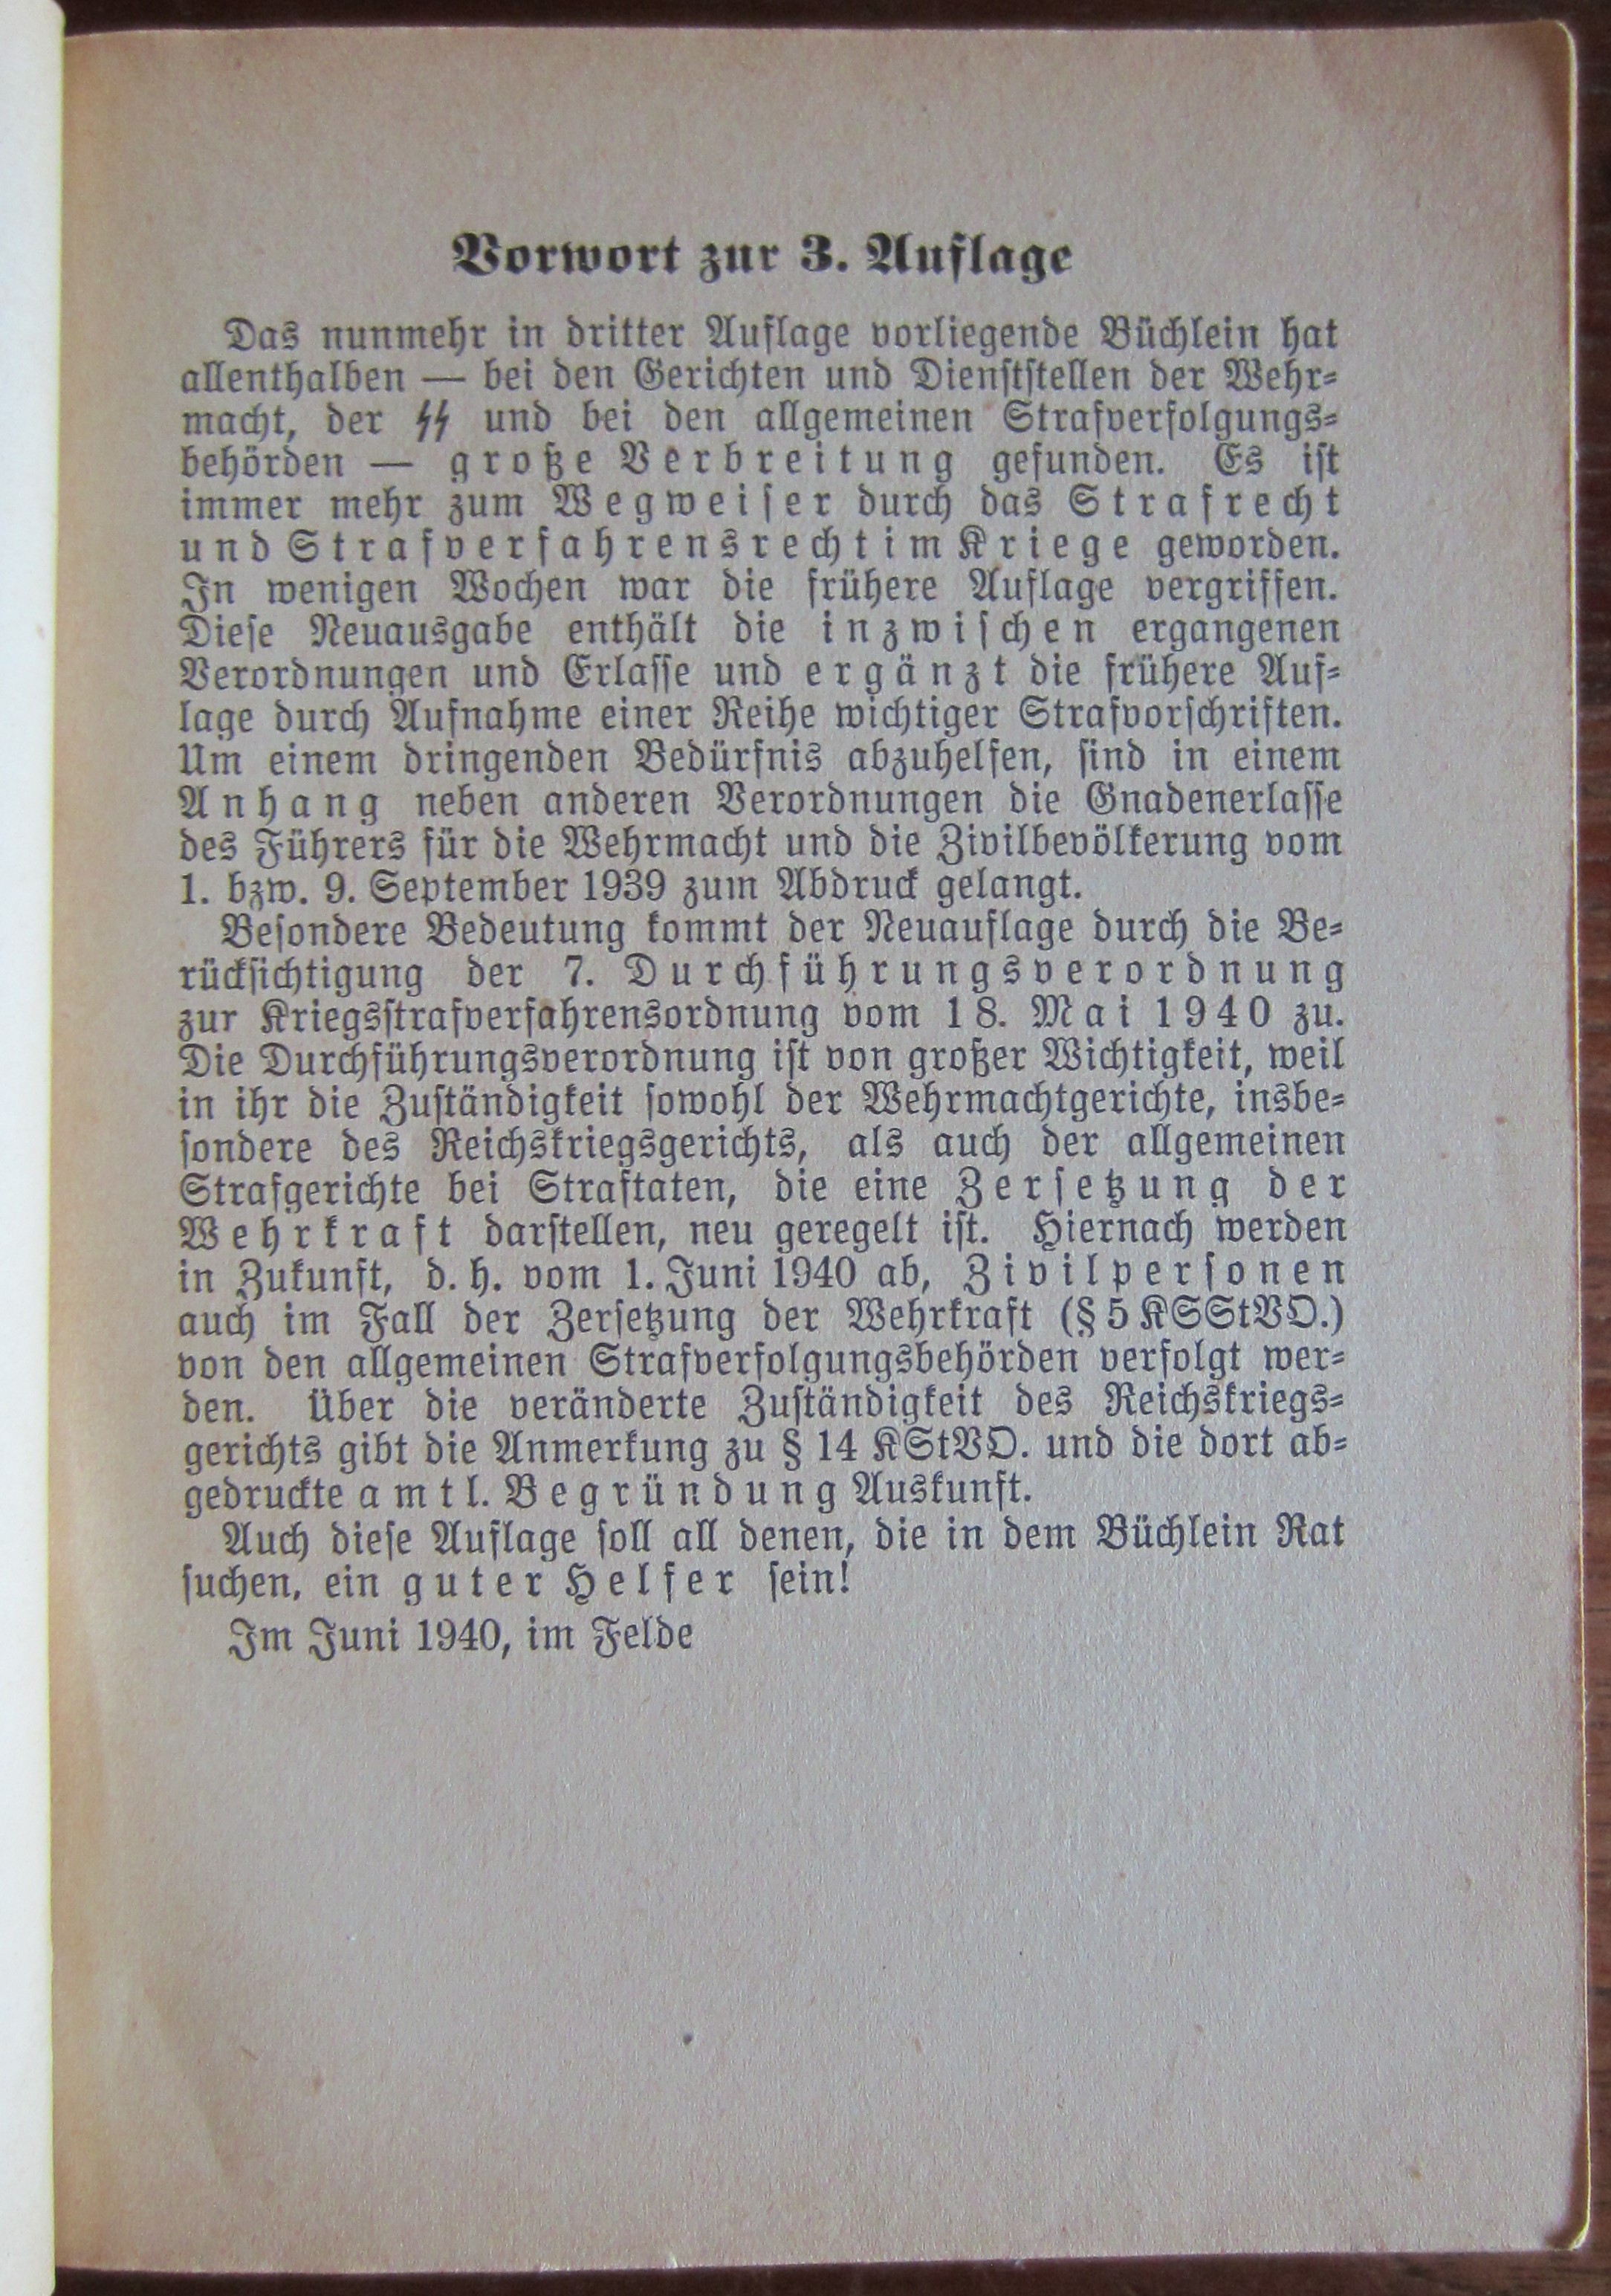 Vorwort zur 3. Auflage
Das nunmehr in dritter Auflage vorliegende Büchlein hat
allenthalben — bei den Gerichten und Dienststellen der Wehr-
macht, der ᛋᛋ und bei den allgemeinen Strafverfolgungs-
behörden — große Verbreitung gefunden. Es ist
immer mehr zum Wegweiser durch das Strafrecht
und Strafverfahrensrecht im Kriege geworden.
In wenigen Wochen war die frühere Auflage vergriffen.
Diese Neuausgabe enthält die inzwischen ergangenen
Verordnungen und Erlasse und ergänzt die frühere Auf-
lage durch Aufnahme einer Reihe wichtiger Strafvorschriften.
Um einem dringenden Bedürfnis abzuhelfen, sind in einem
Anhang neben anderen Verordnungen die Gnadenerlasse
des Führers für die Wehrmacht und die Zivilbevölkerung vom
1. bzw. 9. September 1939 zum Abdruck gelangt.
Besondere Bedeutung kommt der Neuauflage durch die Be-
rücksichtigung der 7. Durchführungsverordnung
zur Kriegsstrafverfahrensordnung vom 18. Mai 1940 zu.
Die Durchführungsverordnung ist von großer Wichtigkeit, weil
in ihr die Zuständigkeit sowohl der Wehrmachtgerichte, insbe-
sondere des Reichskriegsgerichts, als auch der allgemeinen
Strafgerichte bei Straftaten, die eine Zersetzung der
Wehrkraft darstellen, neu geregelt ist. Hiernach werden
in Zukunft, d. h. vom 1. Juni 1940 ab, Zivilpersonen
auch im Fall der Zersetzung der Wehrkraft (§ 5 KSStVO.)
von den allgemeinen Strafverfolgungsbehörden verfolgt wer-
den. Über die veränderte Zuständigkeit des Reichskriegs-
gerichts gibt die Anmerkung zu § 14 KStVO. und die dort ab-
gedruckte amtl. Begründung Auskunft.
Auch diese Auflage soll all denen, die in dem Büchlein Rat
suchen, ein guter Helfer sein!
Im Juni 1940, im Felde